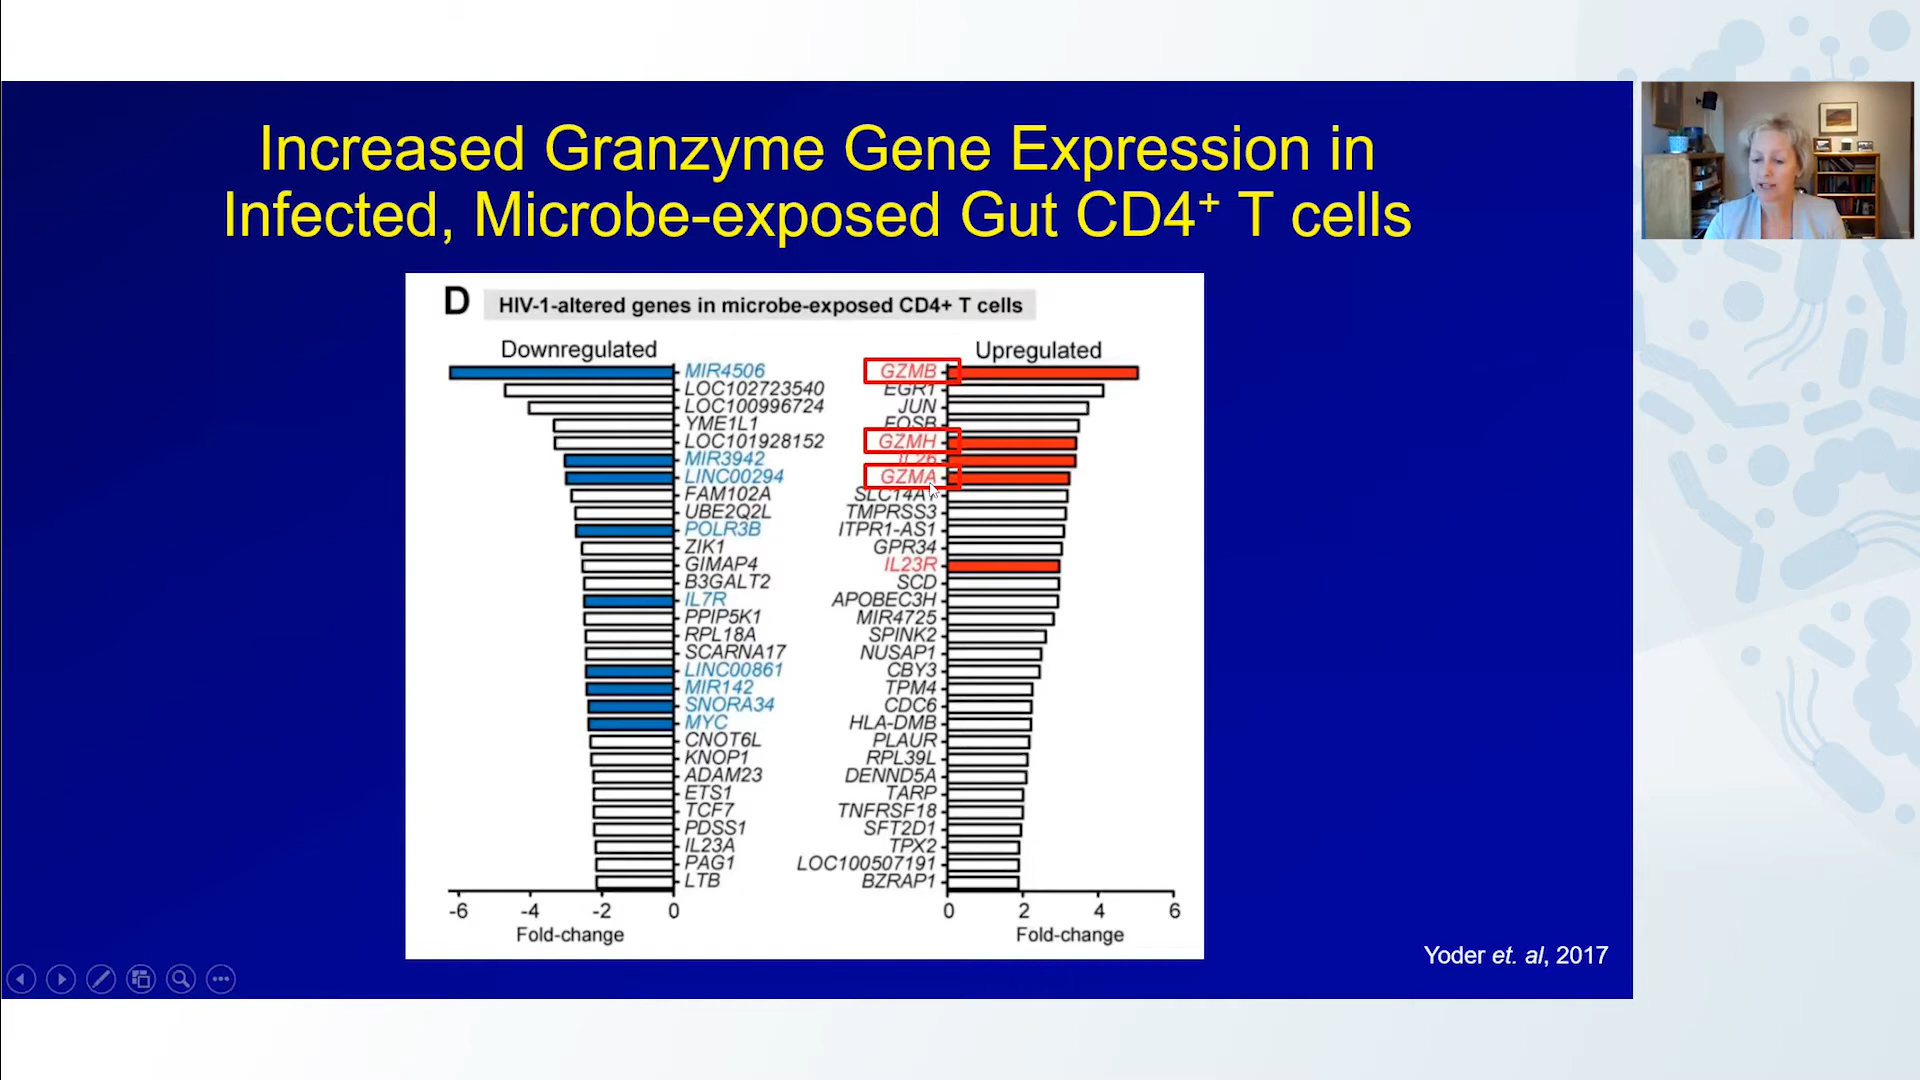 Increased Granzyme Gene Expression in
Infected, Microbe-exposed Gut CD4+ T cells
D HIV-1-altered genes in microbe-exposed CD4+ T cells
Downregulated
MIR4506
LOC102723540
LOC100996724
YME1L1
LOC101928152
MIR3942
LINC00294
FAM102A
UBE2Q2L
POLR3B
ZIK1
GIMAP4
B3GALT2
IL7R
PPIP5K1
RPL18A
SCARNA17
LINC00861
MIR142
SNORA34
MYC
CNOT6L
KNOP1
ADAM23
ETS1
TCF7
PDSS1
IL23A
PAG1
LTB
-6 -4 -2 0
Fold-change
Upregulated
GZMB
EGR1
JUN
FOSB
GZMH
IL26
GZMA
SLC14A1
TMPRSS3
ITPR1-AS1
GPR34
IL23R
SCD
APOBEC3H
MIR4725
SPINK2
NUSAP1
CBY3
TPM4
CDC6
HLA-DMB
PLAUR
RPL39L
DENND5A
TARP
TNFRSF18
SFT2D1
TPX2
LOC100507191
BZRAP1
0 2 4 6
Fold-change
Yoder et. al, 2017